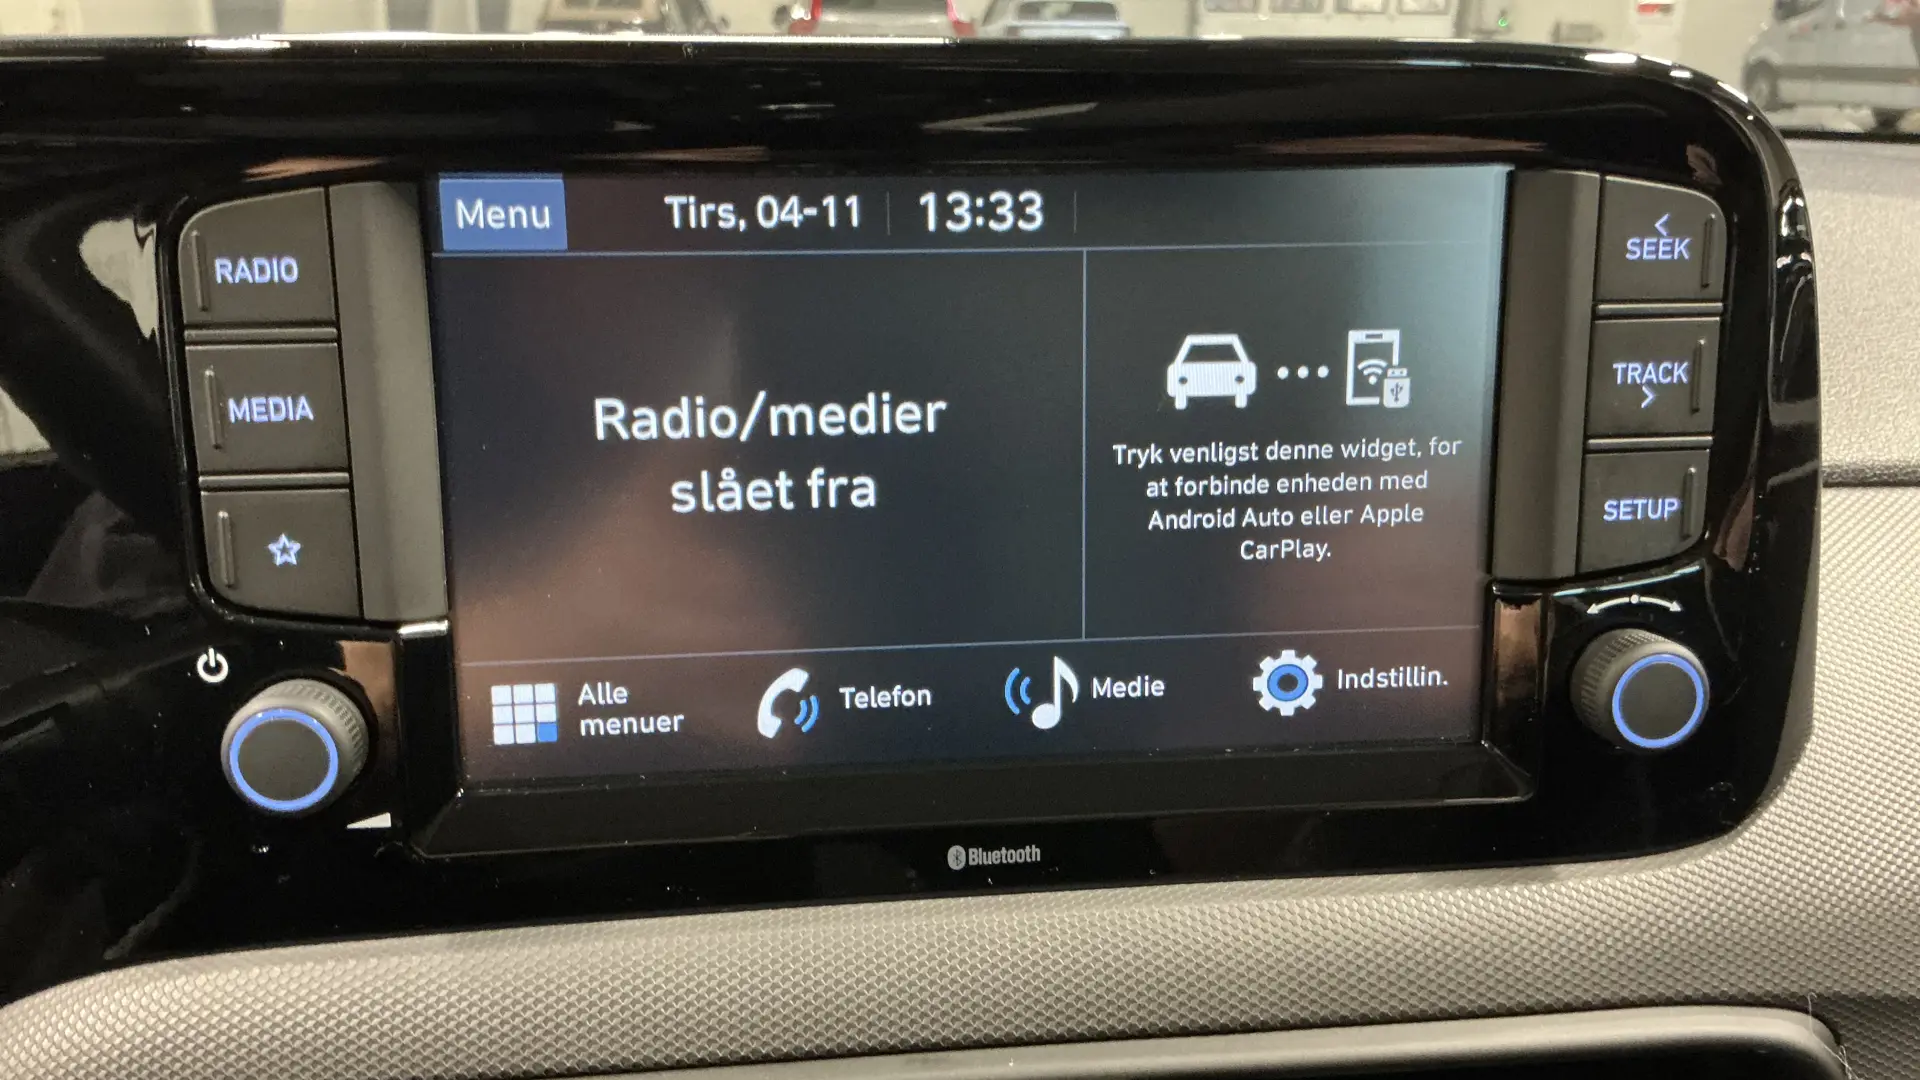 Menu
Tirs, 04-11
13:33
RADIO
MEDIA
SEEK
TRACK
SETUP
Radio/medier
slået fra
Tryk venligst denne widget, for
at forbinde enheden med
Android Auto eller Apple
CarPlay.
Alle
menuer
Telefon
Medie
Indstillin.
Bluetooth